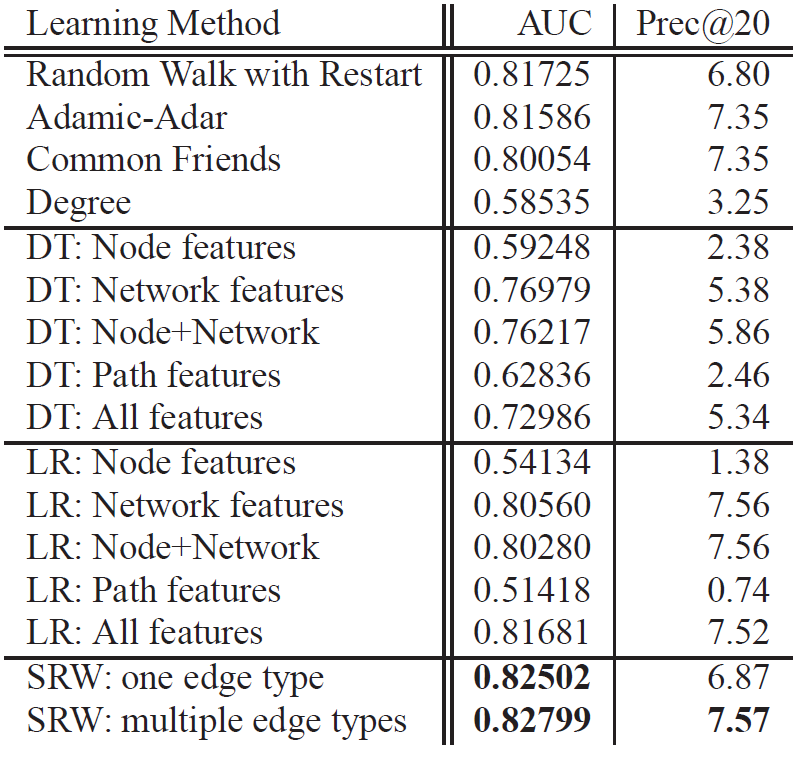 Learning Method AUC Prec@20
Random Walk with Restart 0.81725 6.80
Adamic-Adar 0.81586 7.35
Common Friends 0.80054 7.35
Degree 0.58535 3.25
DT: Node features 0.59248 2.38
DT: Network features 0.76979 5.38
DT: Node+Network 0.76217 5.86
DT: Path features 0.62836 2.46
DT: All features 0.72986 5.34
LR: Node features 0.54134 1.38
LR: Network features 0.80560 7.56
LR: Node+Network 0.80280 7.56
LR: Path features 0.51418 0.74
LR: All features 0.81681 7.52
SRW: one edge type 0.82502 6.87
SRW: multiple edge types 0.82799 7.57